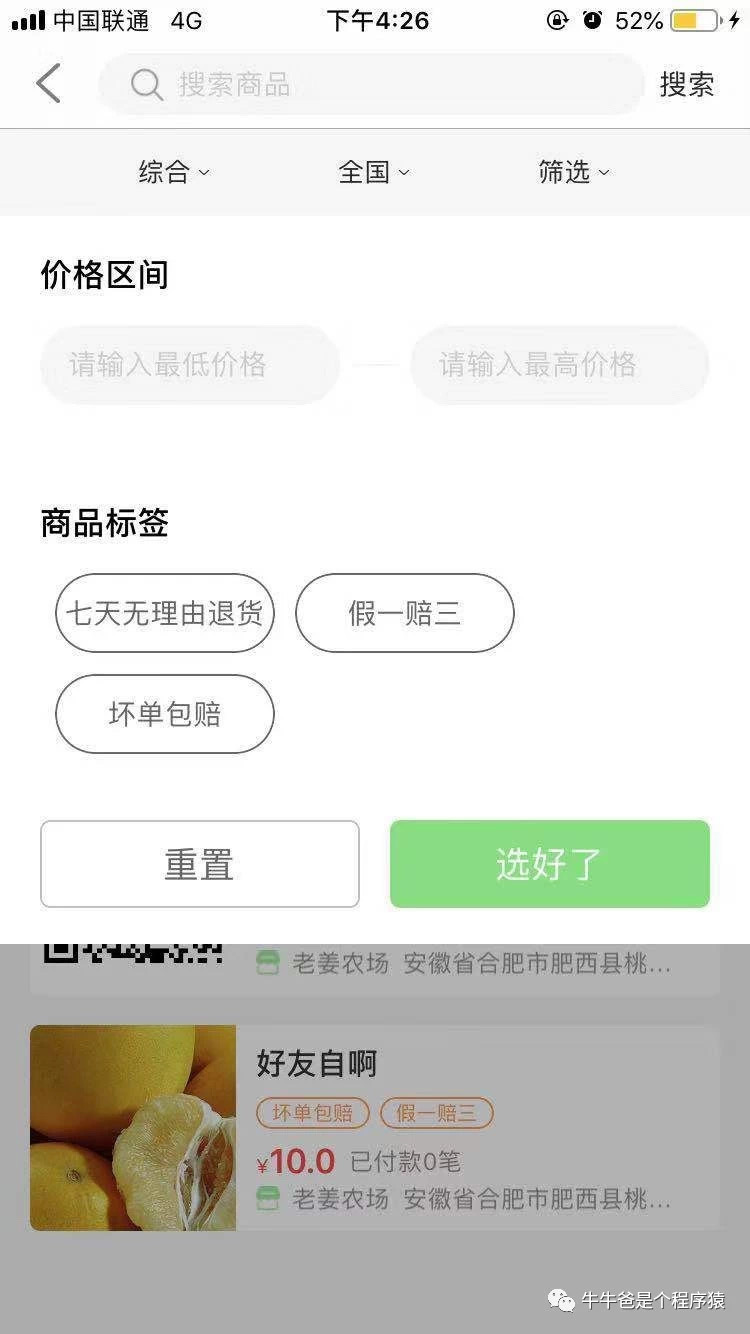 中国联通 4G 下午4:26 52%
搜索商品 搜索
综合 全国 筛选
价格区间
请输入最低价格 请输入最高价格
商品标签
七天无理由退货 假一赔三
坏单包赔
重置 选好了
老姜农场 安徽省合肥市肥西县桃...
好友自啊
坏单包赔 假一赔三
¥10.0 已付款0笔
老姜农场 安徽省合肥市肥西县桃...
牛牛爸是个程序猿